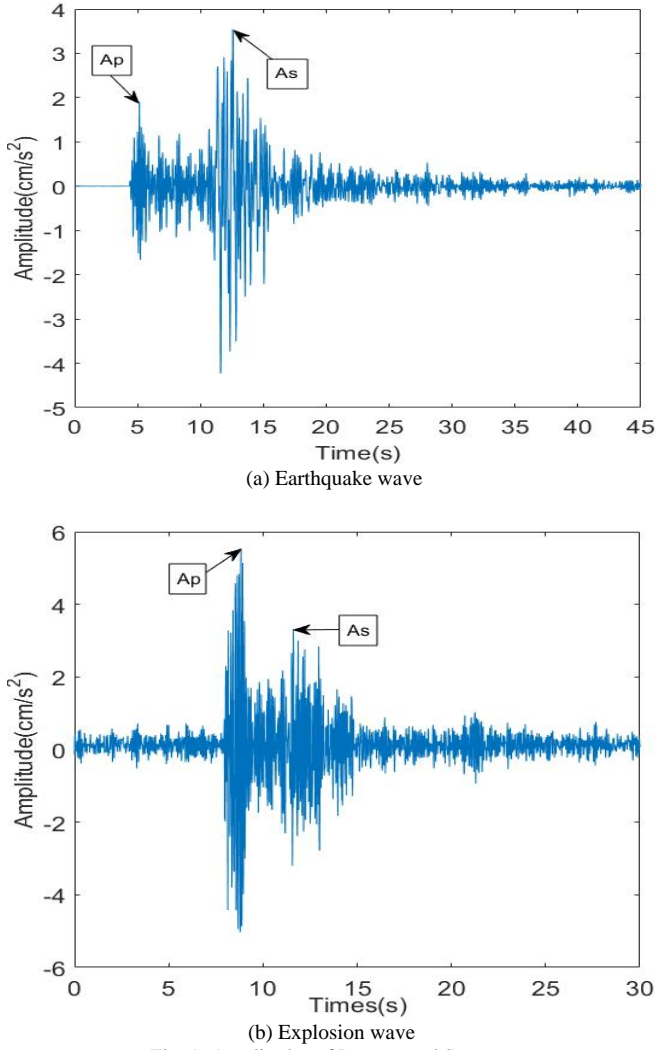 4
3
2
1
0
-1
-2
-3
-4
-5
Ap
As
Amplitude(cm/s²)
0 5 10 15 20 25 30 35 40 45
Time(s)
(a) Earthquake wave
6
4
2
0
-2
-4
-6
Ap
As
Amplitude(cm/s²)
0 5 10 15 20 25 30
Times(s)
(b) Explosion wave